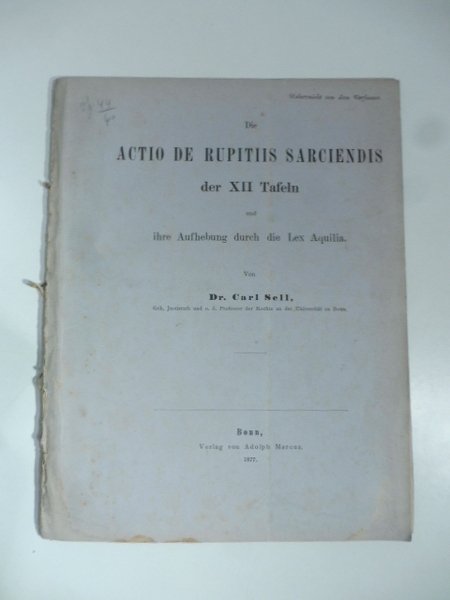 Ueberreicht von dem Verfasser.
Die
ACTIO DE RUPITIIS SARCIENDIS
der XII Tafeln
und
ihre Aufhebung durch die Lex Aquilia.
Von
Dr. Carl Sell,
Geh. Justizrath und o. ö. Professor der Rechte an der Universität zu Bonn.
Bonn,
Verlag von Adolph Marcus.
1877.